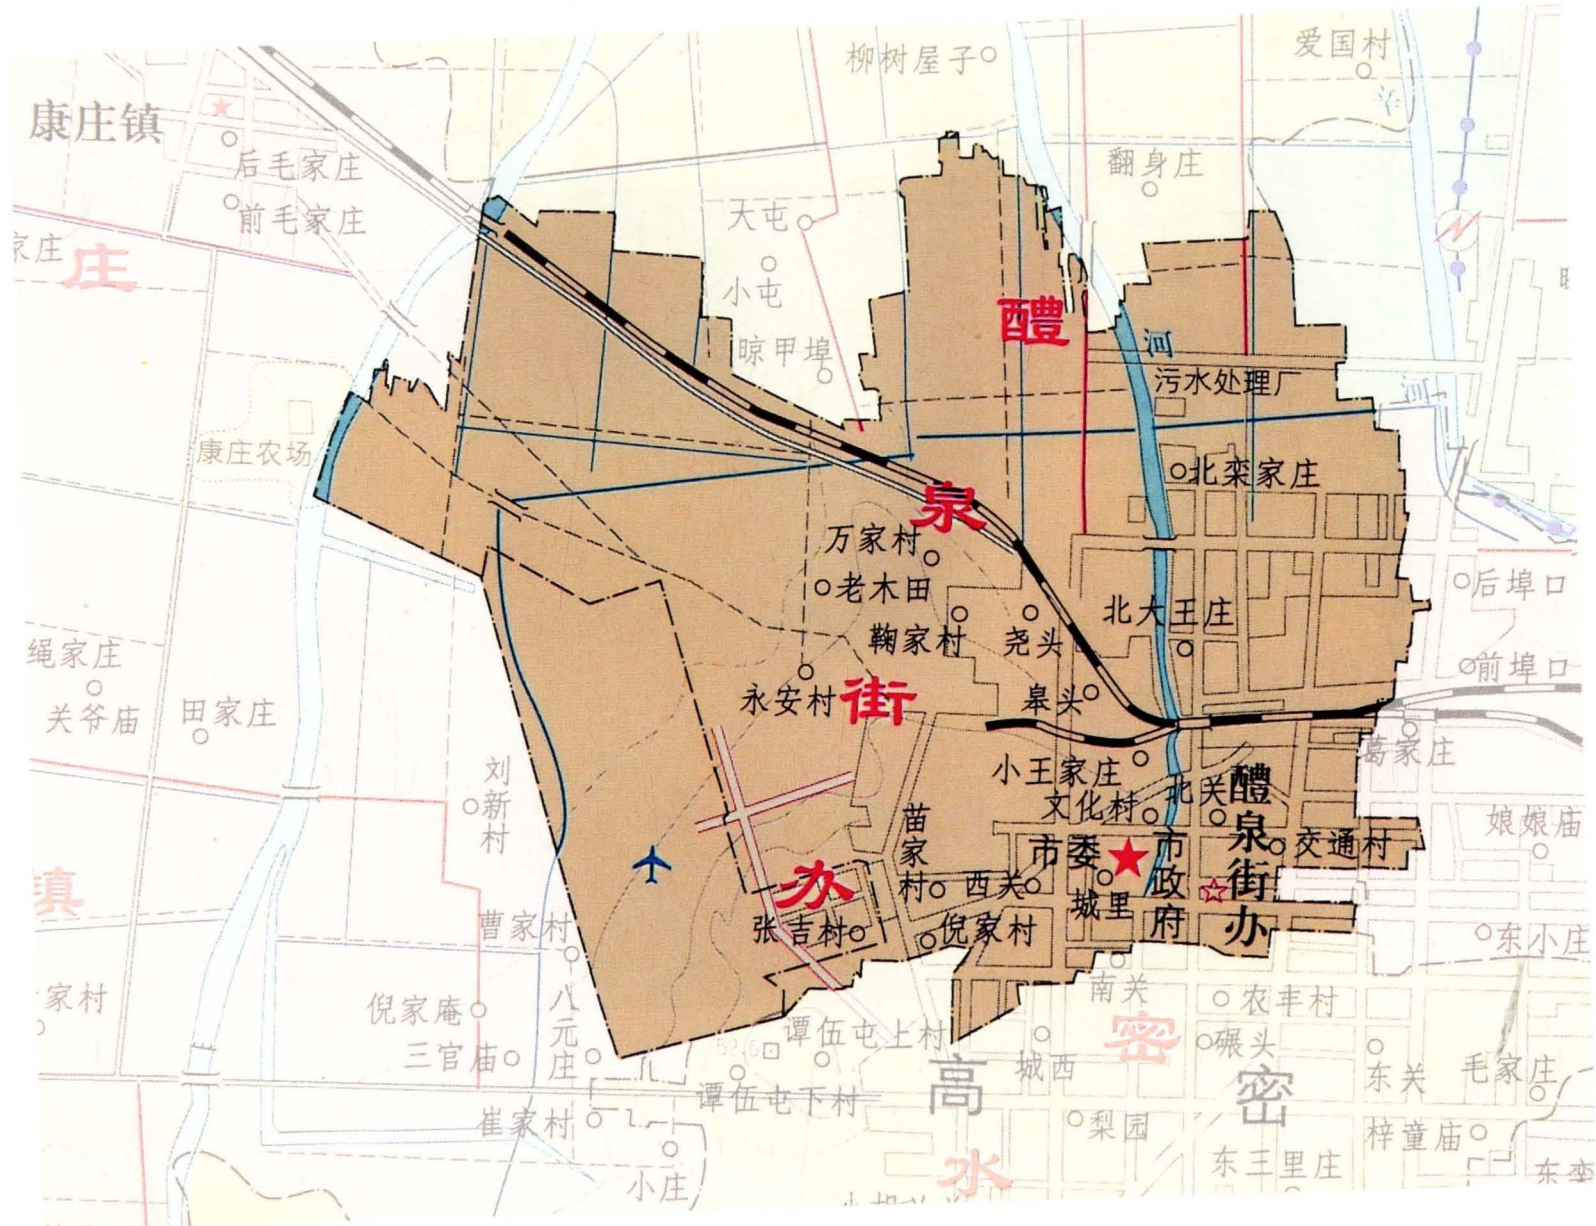 柳树屋子
爱国村
康庄镇
后毛家庄
前毛家庄
翻身庄
大屯
家庄
庄
小屯
醴
河
晾甲埠
污水处理厂
河
康庄农场
北栾家庄
泉
万家村
老木田
后埠口
北大王庄
鞠家村
尧头
绳家庄
前埠口
永安村
街
皋头
关爷庙
田家庄
葛家庄
刘新村
小王家庄
北关
文化村
醴泉街办
苗家村
市委
市政府
交通村
娘娘庙
镇
办
西关
城里
曹家村
张吉村
倪家村
东小庄
家村
倪家庵
八元庄
南关
农丰村
谭伍屯上村
密
碾头
三官庙
52.6
城西
高
密
东关
毛家庄
谭伍屯下村
崔家村
梨园
梓童庙
水
东三里庄
小庄
东栾